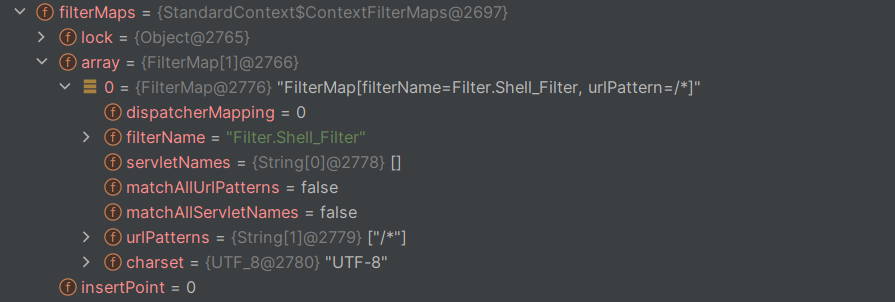 filterMaps = {StandardContext$ContextFilterMaps@2697}
lock = {Object@2765}
array = {FilterMap[1]@2766}
0 = {FilterMap@2776} "FilterMap[filterName=Filter.Shell_Filter, urlPattern=/*]"
dispatcherMapping = 0
filterName = "Filter.Shell_Filter"
servletNames = {String[0]@2778} []
matchAllUrlPatterns = false
matchAllServletNames = false
urlPatterns = {String[1]@2779} ["/*"]
charset = {UTF_8@2780} "UTF-8"
insertPoint = 0